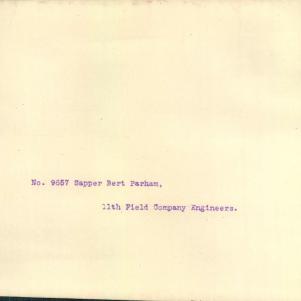 No. 9657 Sapper Bert Parham,
11th Field Company Engineers.